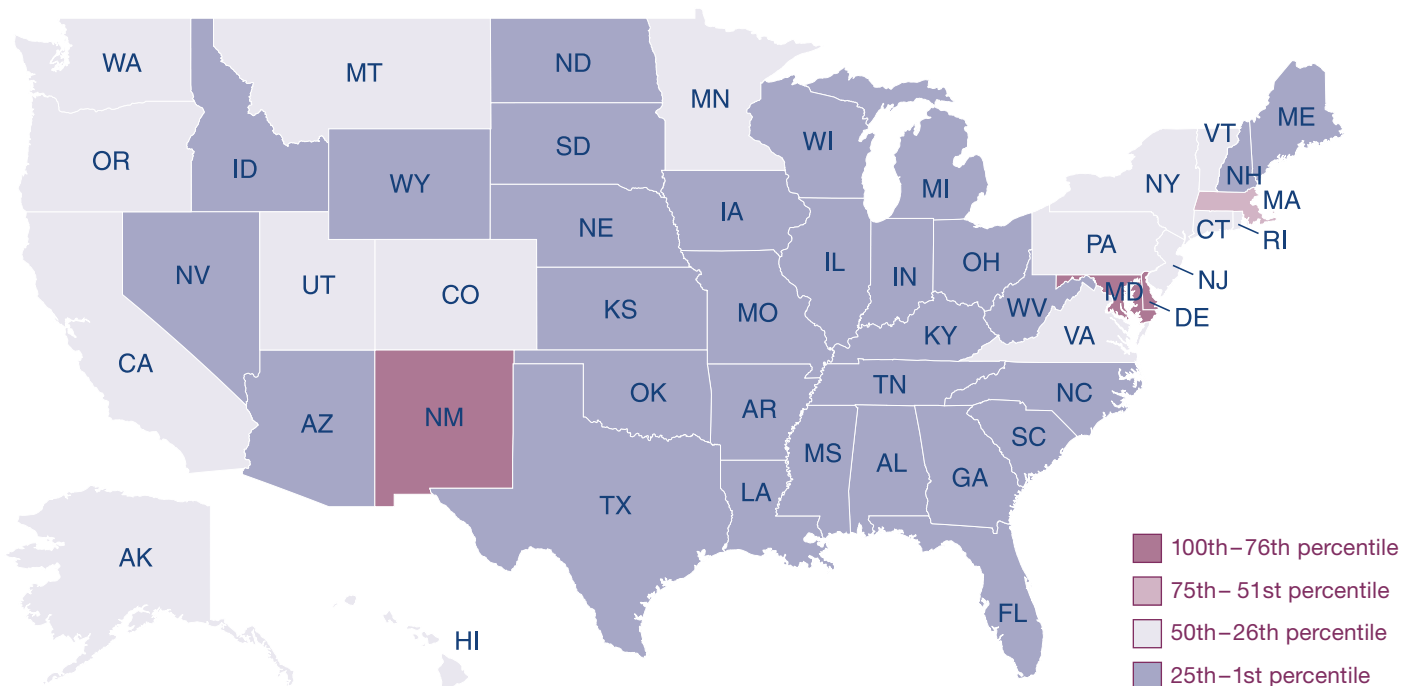 WA
MT
ND
MN
ME
VT
OR
ID
SD
WI
NH
WY
NY
MI
MA
IA
NE
CT
RI
PA
NV
UT
CO
IL
IN
OH
NJ
MD
KS
MO
WV
DE
KY
VA
CA
TN
OK
NC
AR
NM
AZ
SC
MS
AL
GA
LA
TX
AK
FL
HI
100th–76th percentile
75th–51st percentile
50th–26th percentile
25th–1st percentile